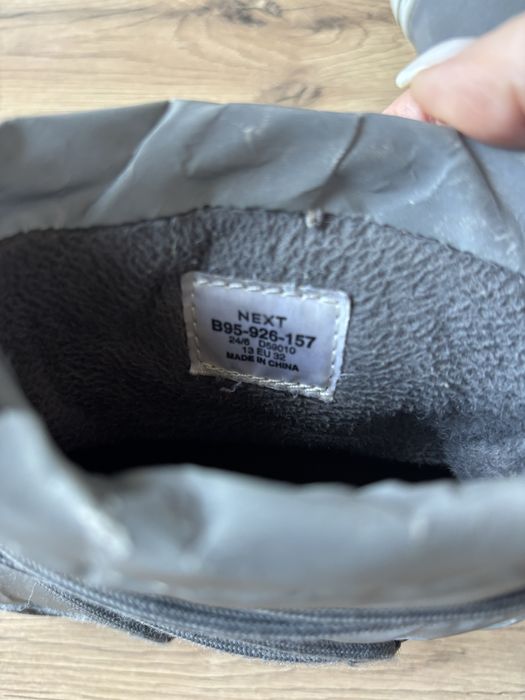 NEXT
B95-926-157
24/6 D59010
13 EU 32
MADE IN CHINA